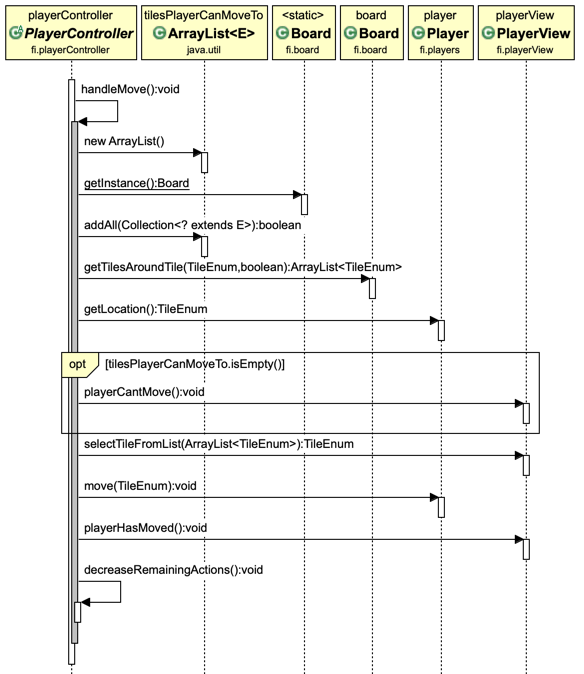 playerController
PlayerController
fi.playerController
tilesPlayerCanMoveTo
ArrayList<E>
java.util
<static>
Board
fi.board
board
Board
fi.board
player
Player
fi.players
playerView
PlayerView
fi.playerView
handleMove():void
new ArrayList()
getInstance():Board
addAll(Collection<? extends E>):boolean
getTilesAroundTile(TileEnum,boolean):ArrayList<TileEnum>
getLocation():TileEnum
opt [tilesPlayerCanMoveTo.isEmpty()]
playerCantMove():void
selectTileFromList(ArrayList<TileEnum>):TileEnum
move(TileEnum):void
playerHasMoved():void
decreaseRemainingActions():void